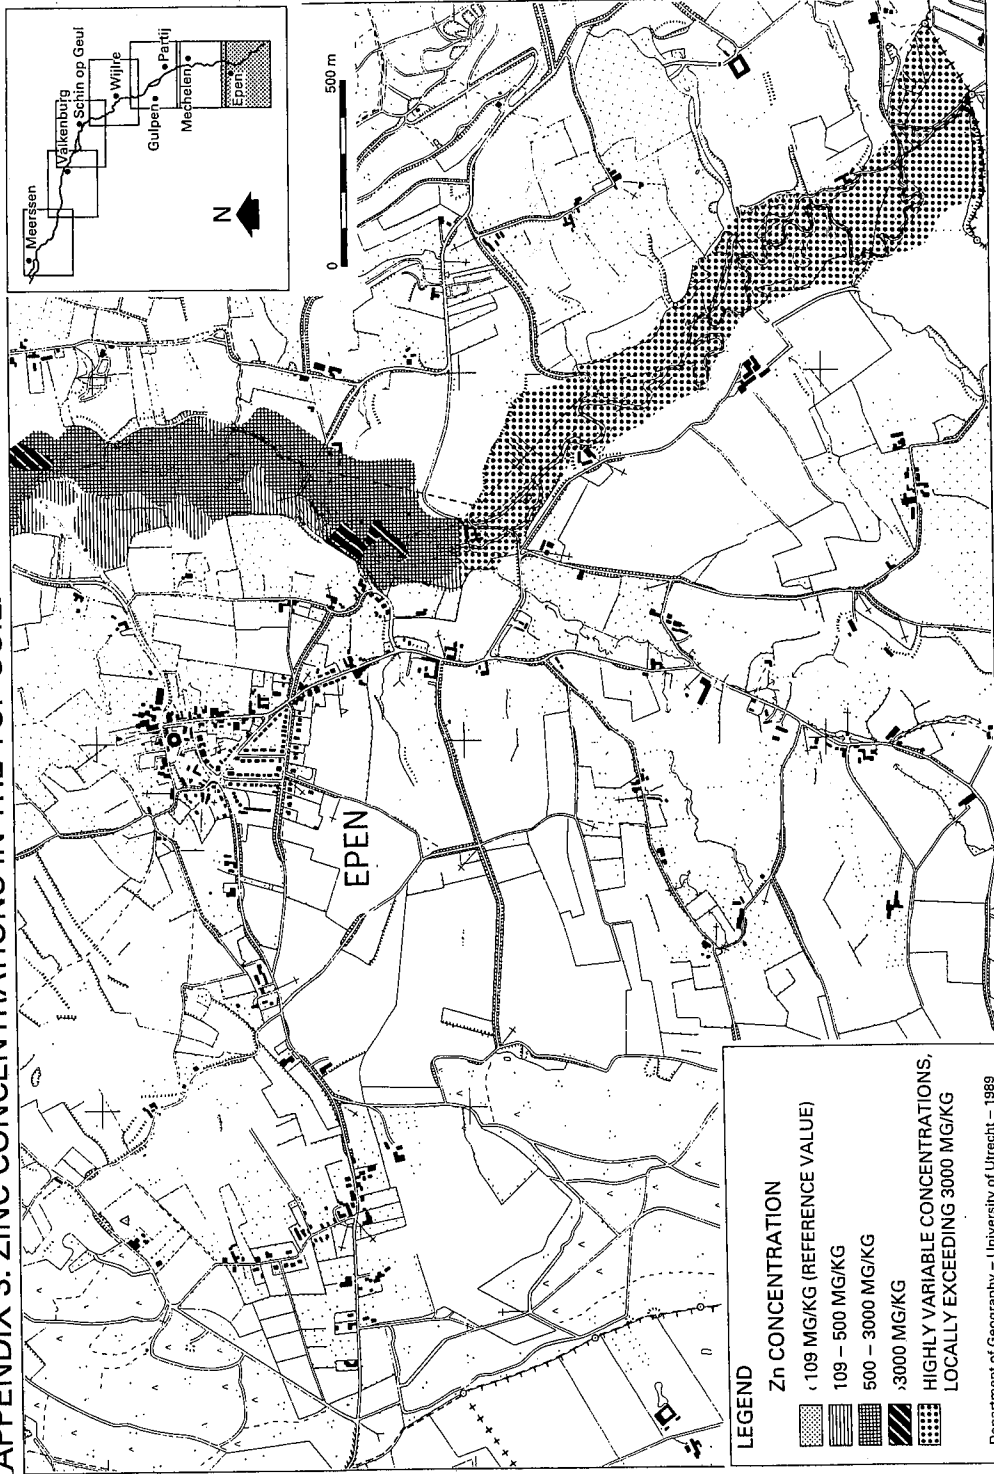 APPENDIX 3: ZINC CONCENTRATIONS IN THE
Meerssen
Valkenburg
Schin op Geul
Wijlre
Gulpen
Partij
Mechelen
Epen
N
0 500 m
EPEN
LEGEND
Zn CONCENTRATION
‹ 109 MG/KG (REFERENCE VALUE)
109 – 500 MG/KG
500 – 3000 MG/KG
›3000 MG/KG
HIGHLY VARIABLE CONCENTRATIONS,
LOCALLY EXCEEDING 3000 MG/KG
Department of Geography – University of Utrecht – 1989